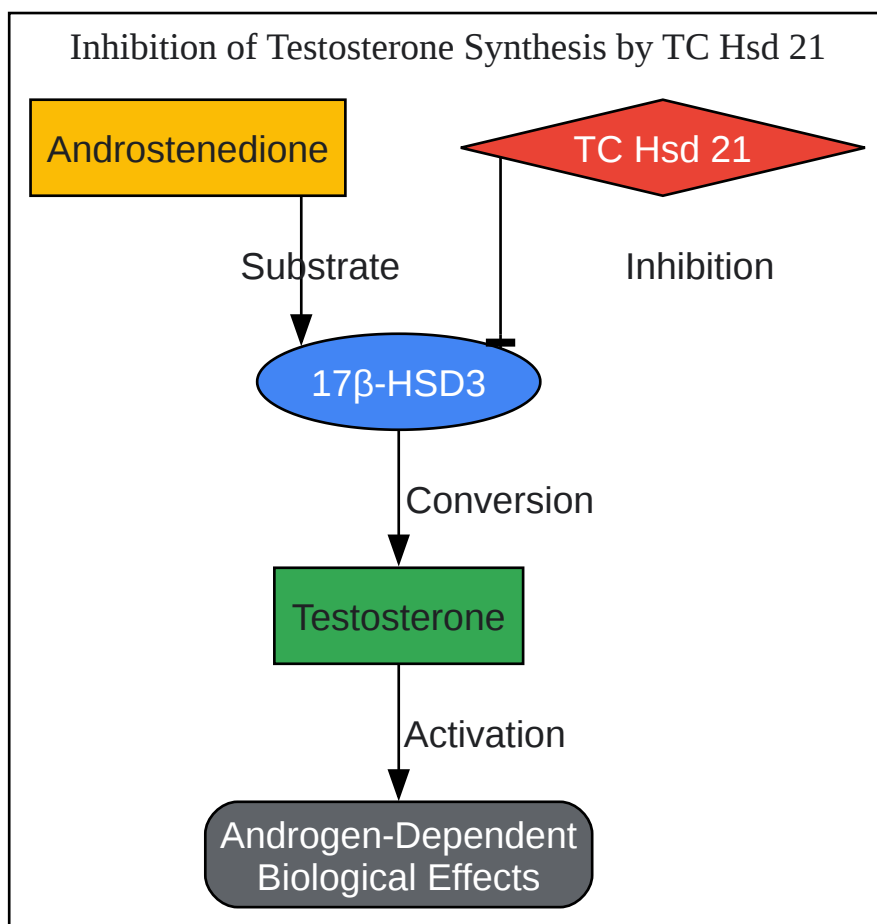 Inhibition of Testosterone Synthesis by TC Hsd 21
Androstenedione
TC Hsd 21
Substrate
Inhibition
17β-HSD3
Conversion
Testosterone
Activation
Androgen-Dependent
Biological Effects